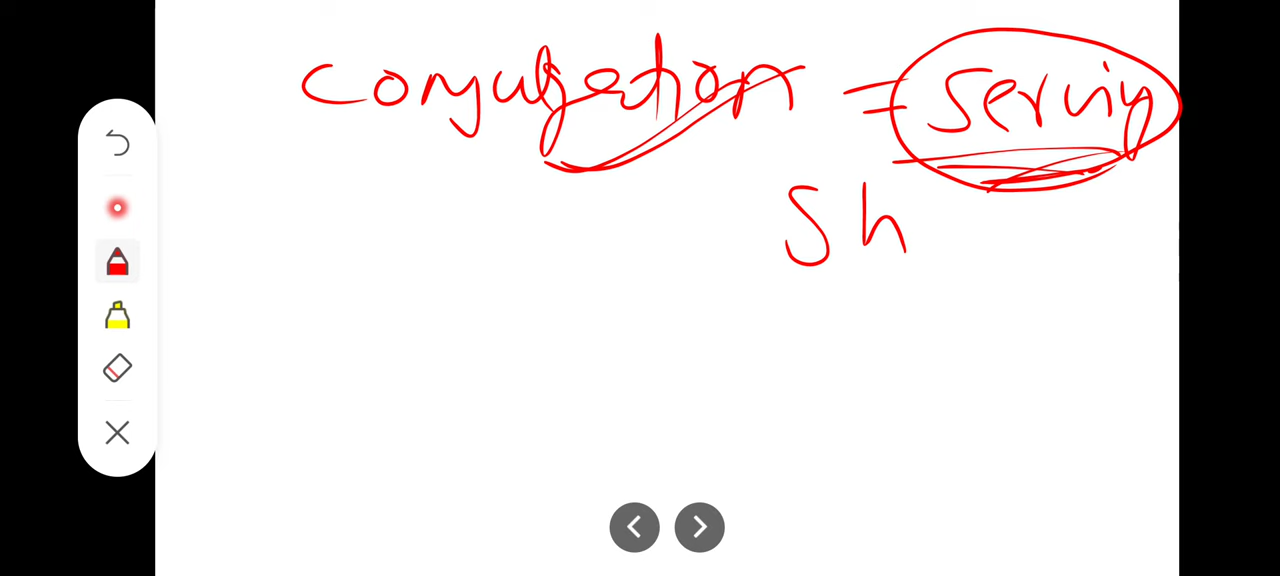 conjugation = serving
Sh